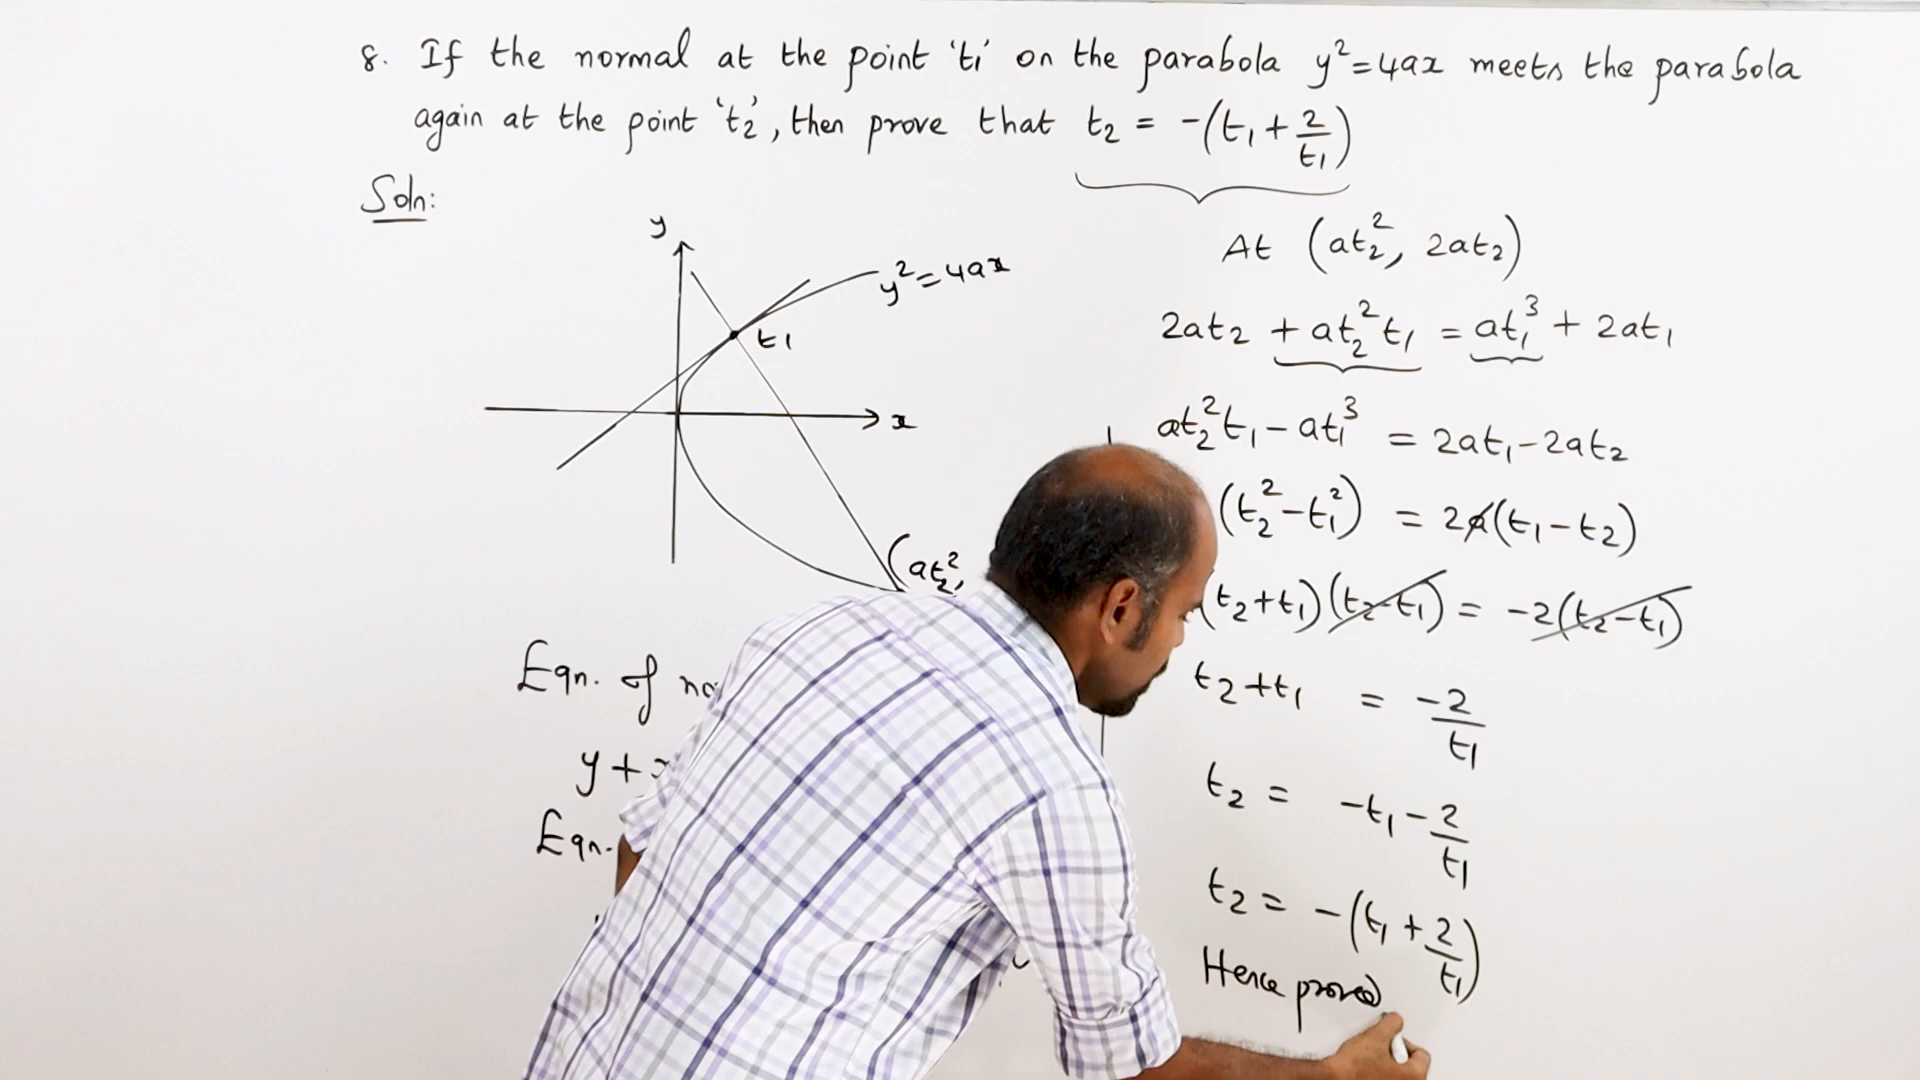 8. If the normal at the point 't₁' on the parabola y²=4ax meets the parabola
again at the point 't₂', then prove that t₂ = -(t₁ + 2/t₁)
Soln:
y
y²=4ax
t1
x
(at₂²,
Eqn. of
y+
Eqn.
At (at₂², 2at₂)
2at₂ + at₂²t₁ = at₁³ + 2at₁
at₂²t₁ - at₁³ = 2at₁ - 2at₂
(t₂² - t₁²) = 2a(t₁ - t₂)
(t₂+t₁)(t₂-t₁) = -2(t₂-t₁)
t₂+t₁ = -2/t₁
t₂ = -t₁ - 2/t₁
t₂ = -(t₁ + 2/t₁)
Hence proved